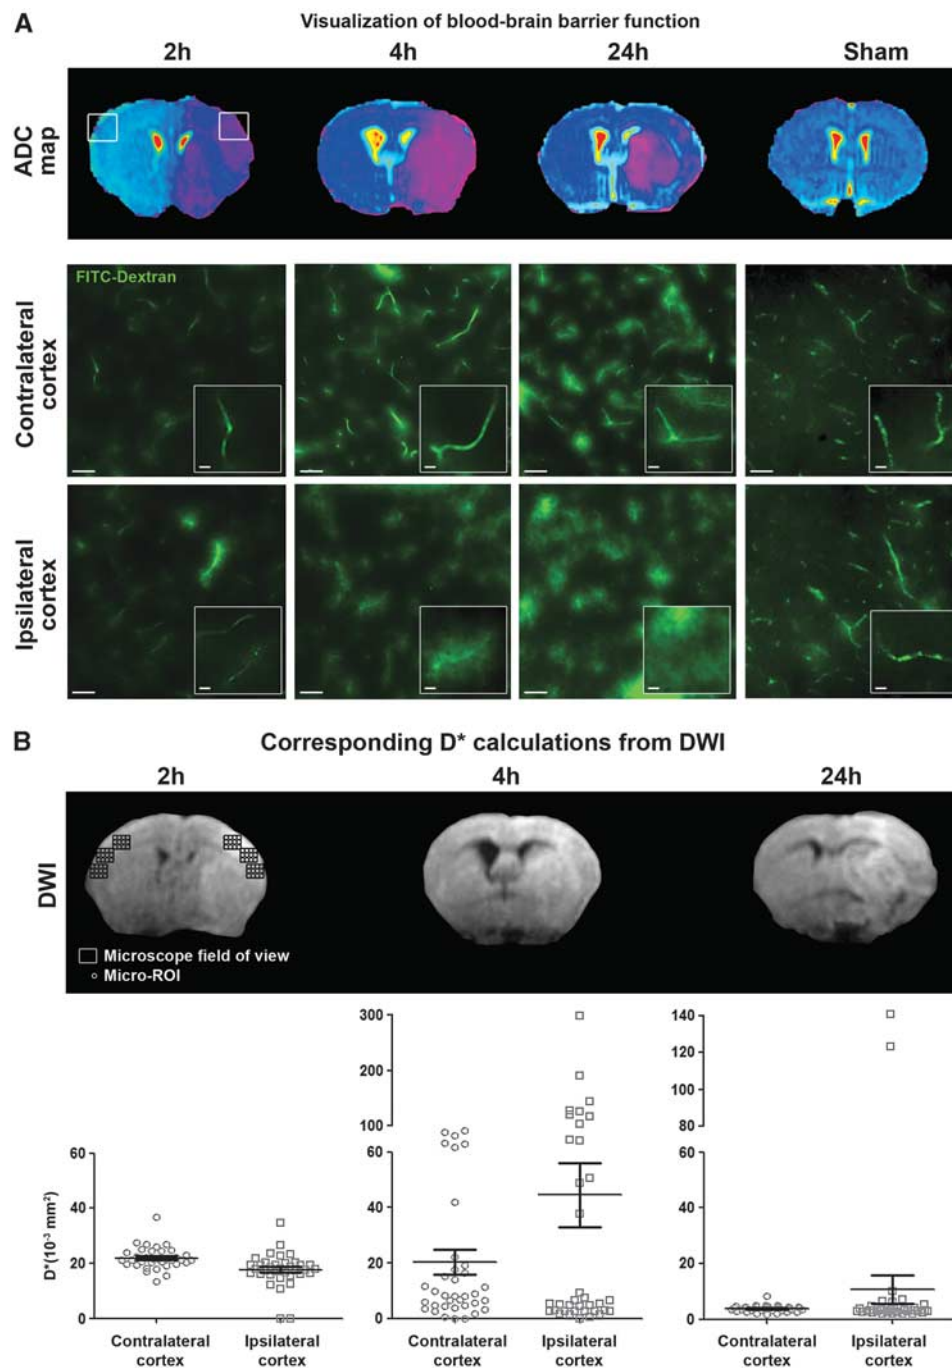 A
Visualization of blood-brain barrier function
2h
4h
24h
Sham
ADC
map
FITC-Dextran
Contralateral
cortex
Ipsilateral
cortex
B
Corresponding D* calculations from DWI
2h
4h
24h
DWI
Microscope field of view
Micro-ROI
D*(10⁻³ mm²)
60
40
20
0
Contralateral
cortex
Ipsilateral
cortex
300
200
100
60
40
20
0
Contralateral
cortex
Ipsilateral
cortex
140
120
100
80
60
40
20
0
Contralateral
cortex
Ipsilateral
cortex